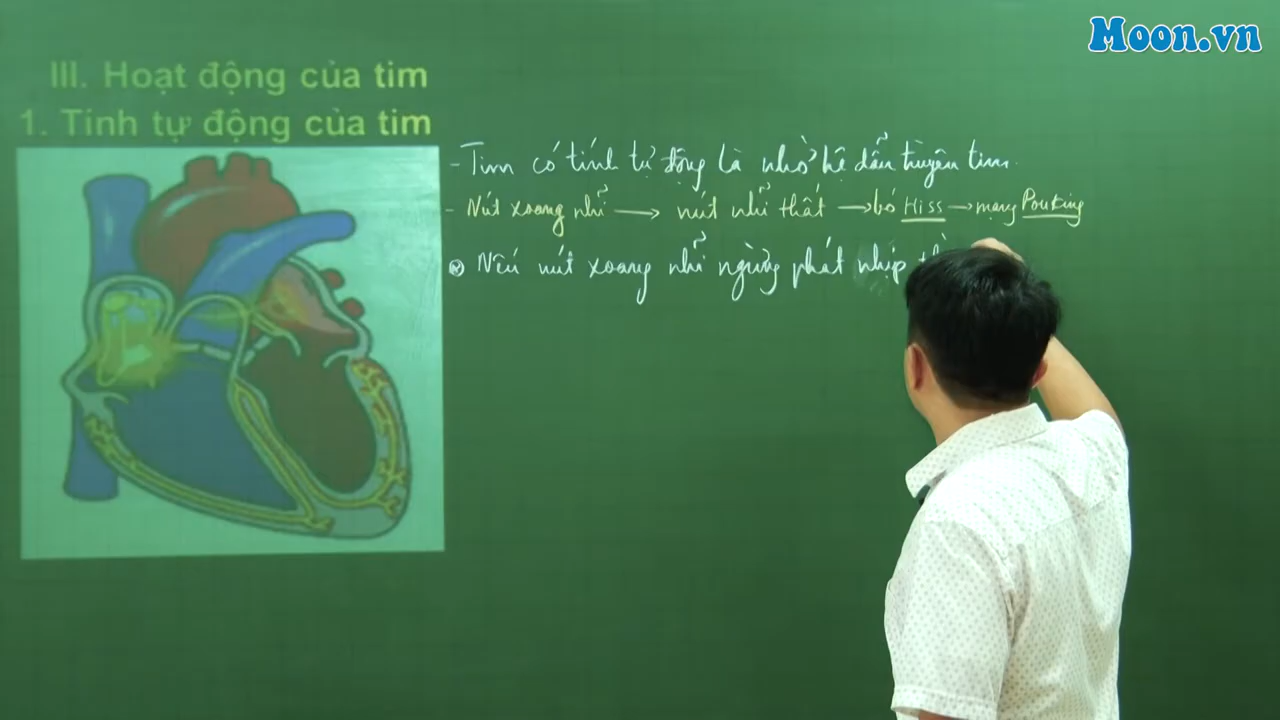 Moon.vn
III. Hoạt động của tim
1. Tính tự động của tim
- Tim có tính tự động là nhờ hệ dẫn truyền tim.
- Nút xoang nhĩ → nút nhĩ thất → bó Hiss → mạng Pouking
* Nếu nút xoang nhĩ ngừng phát nhịp